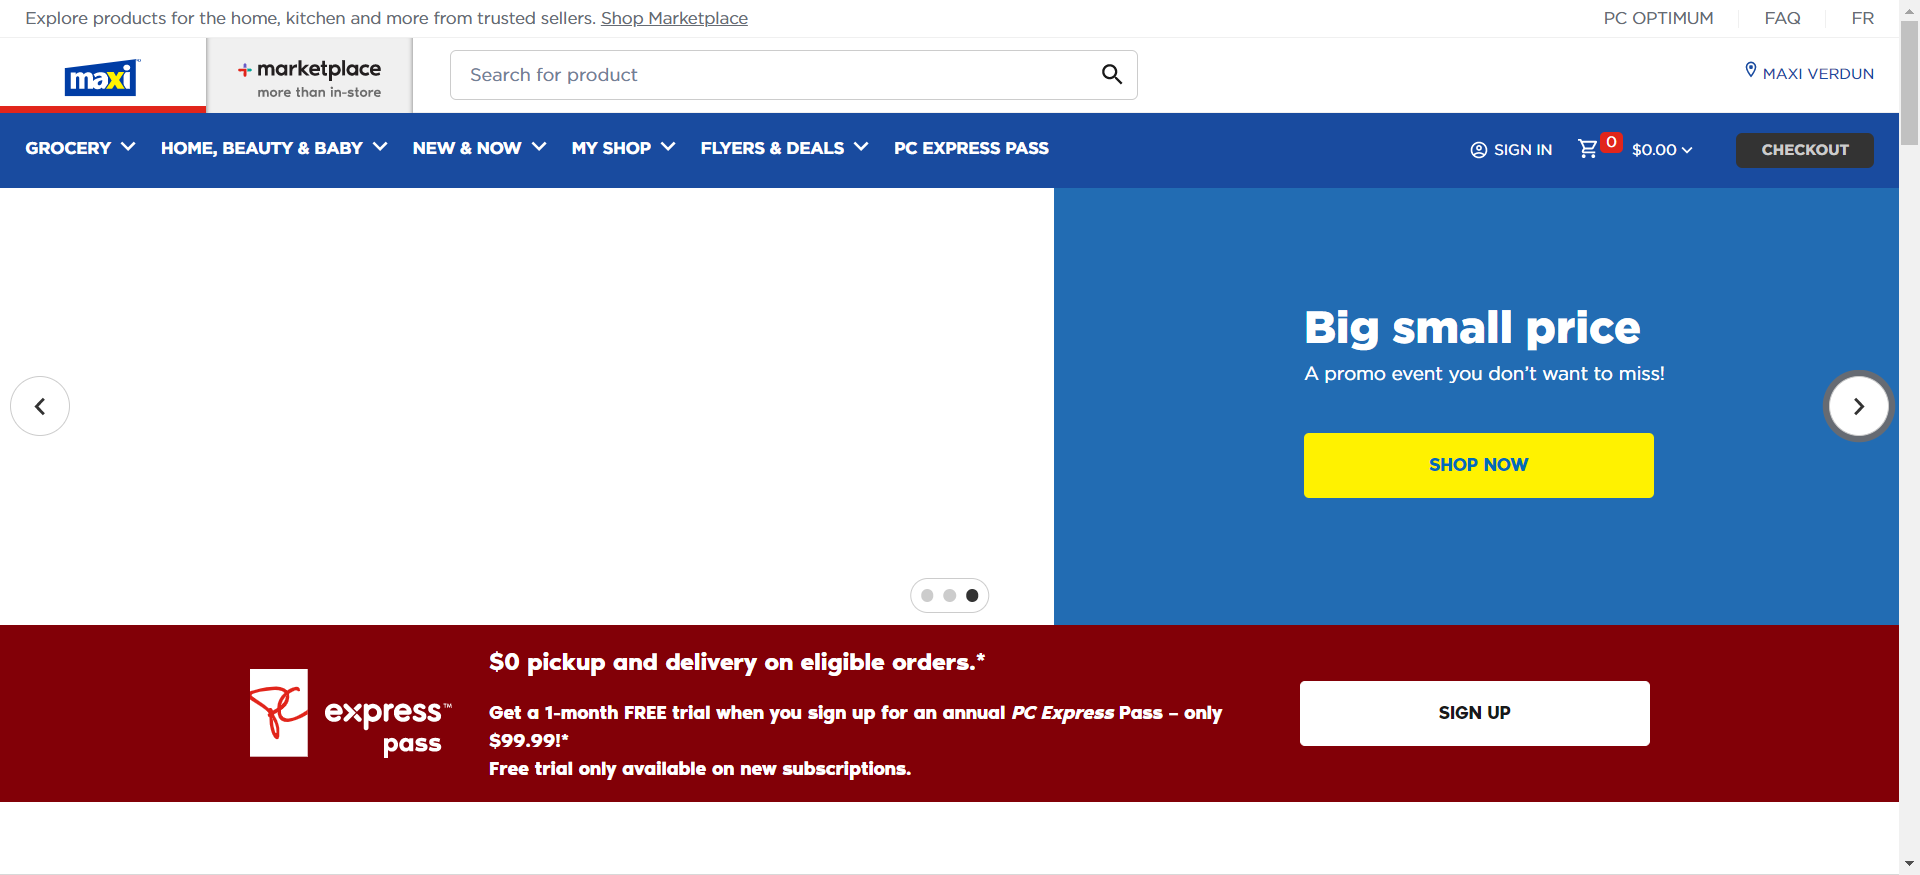 Explore products for the home, kitchen and more from trusted sellers. Shop Marketplace
PC OPTIMUM
FAQ
FR
maxi
marketplace
more than in-store
Search for product
MAXI VERDUN
GROCERY
HOME, BEAUTY & BABY
NEW & NOW
MY SHOP
FLYERS & DEALS
PC EXPRESS PASS
SIGN IN
0
$0.00
CHECKOUT
Big small price
A promo event you don't want to miss!
SHOP NOW
PC
express™
pass
$0 pickup and delivery on eligible orders.*
Get a 1-month FREE trial when you sign up for an annual PC Express Pass – only
$99.99!*
Free trial only available on new subscriptions.
SIGN UP